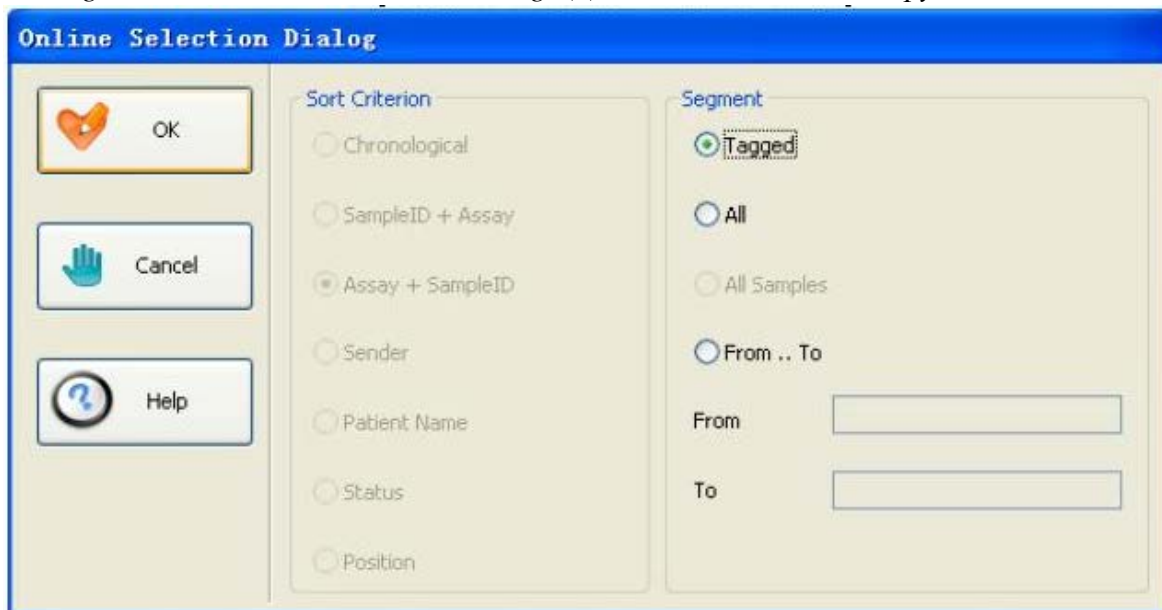 Online Selection Dialog
OK
Cancel
Help
Sort Criterion
Chronological
SampleID + Assay
Assay + SampleID
Sender
Patient Name
Status
Position
Segment
Tagged
All
All Samples
From .. To
From
To